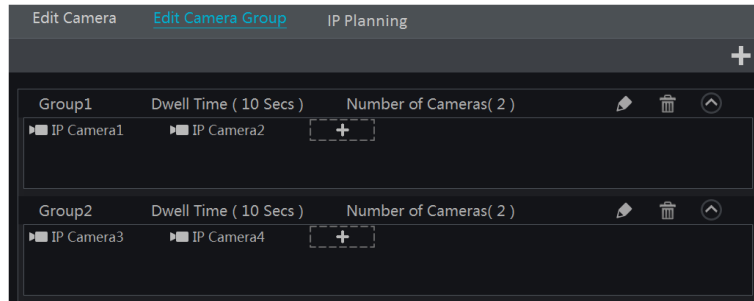 Edit Camera Edit Camera Group IP Planning
Group1 Dwell Time ( 10 Secs ) Number of Cameras( 2 )
IP Camera1 IP Camera2
Group2 Dwell Time ( 10 Secs ) Number of Cameras( 2 )
IP Camera3 IP Camera4